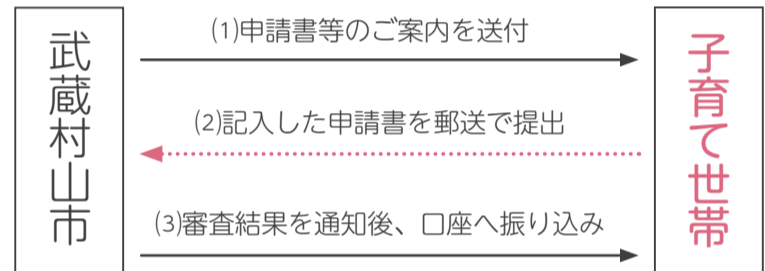 武蔵村山市
(1)申請書等のご案内を送付
(2)記入した申請書を郵送で提出
(3)審査結果を通知後、口座へ振り込み
子育て世帯